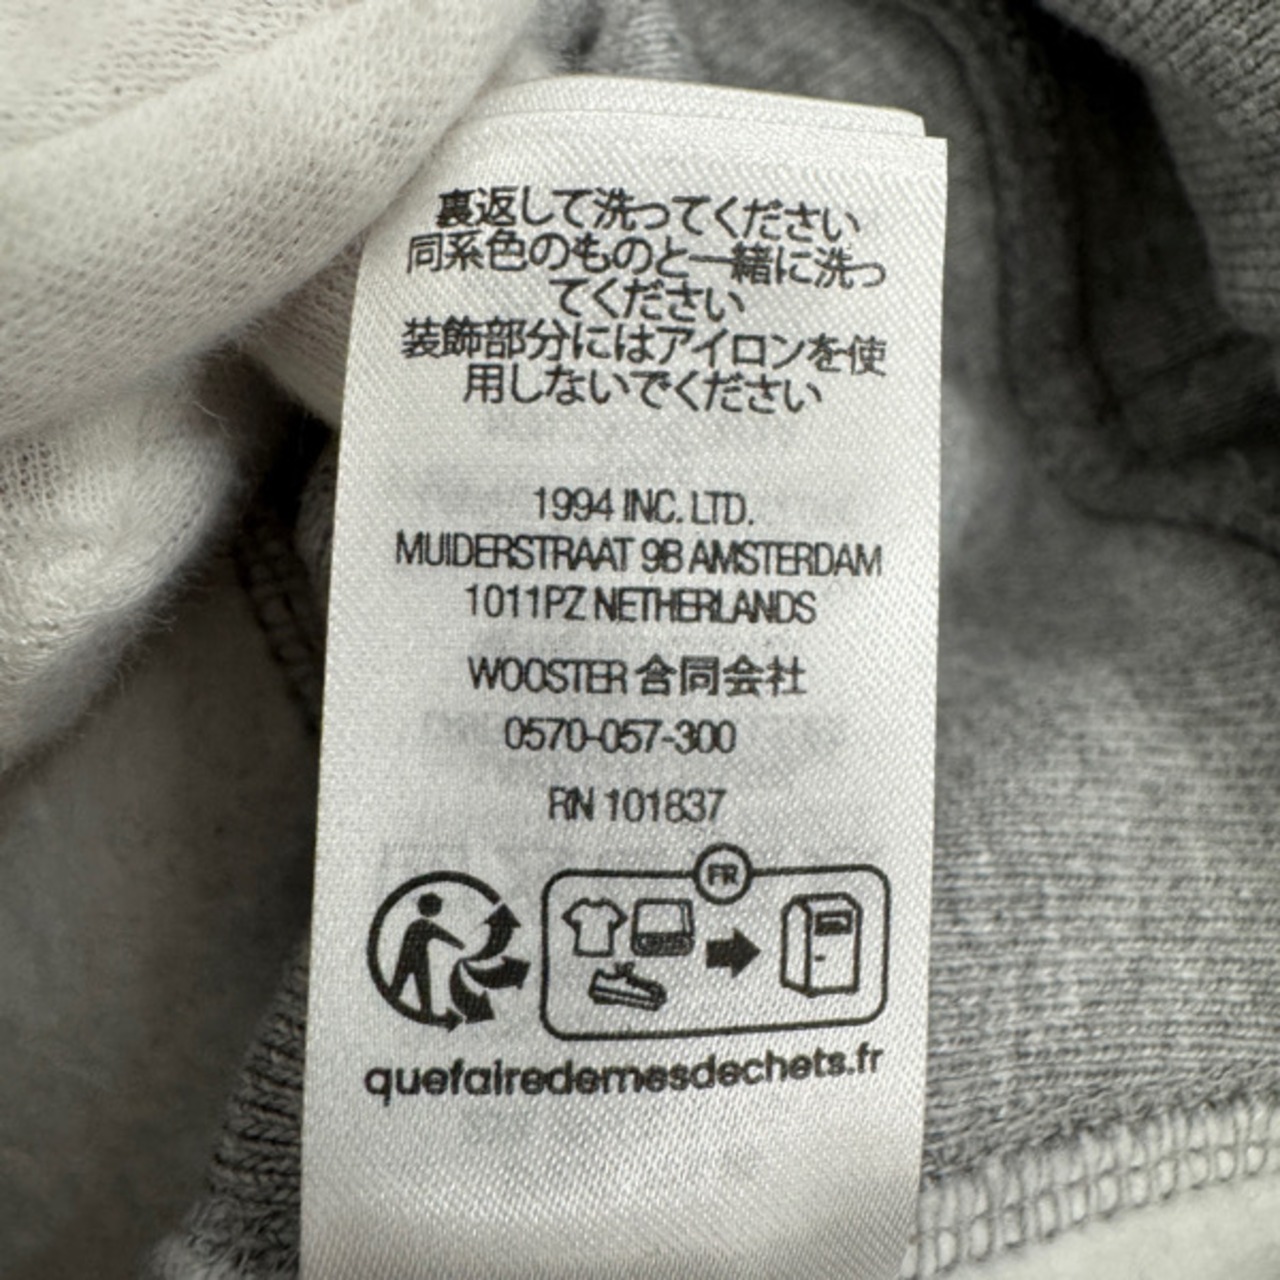 裏返して洗ってください
同系色のものと一緒に洗っ
てください
装飾部分にはアイロンを使
用しないでください
1994 INC. LTD.
MUIDERSTRAAT 9B AMSTERDAM
1011PZ NETHERLANDS
WOOSTER 合同会社
0570-057-300
RN 101837
FR
quefairedemesdechets.fr